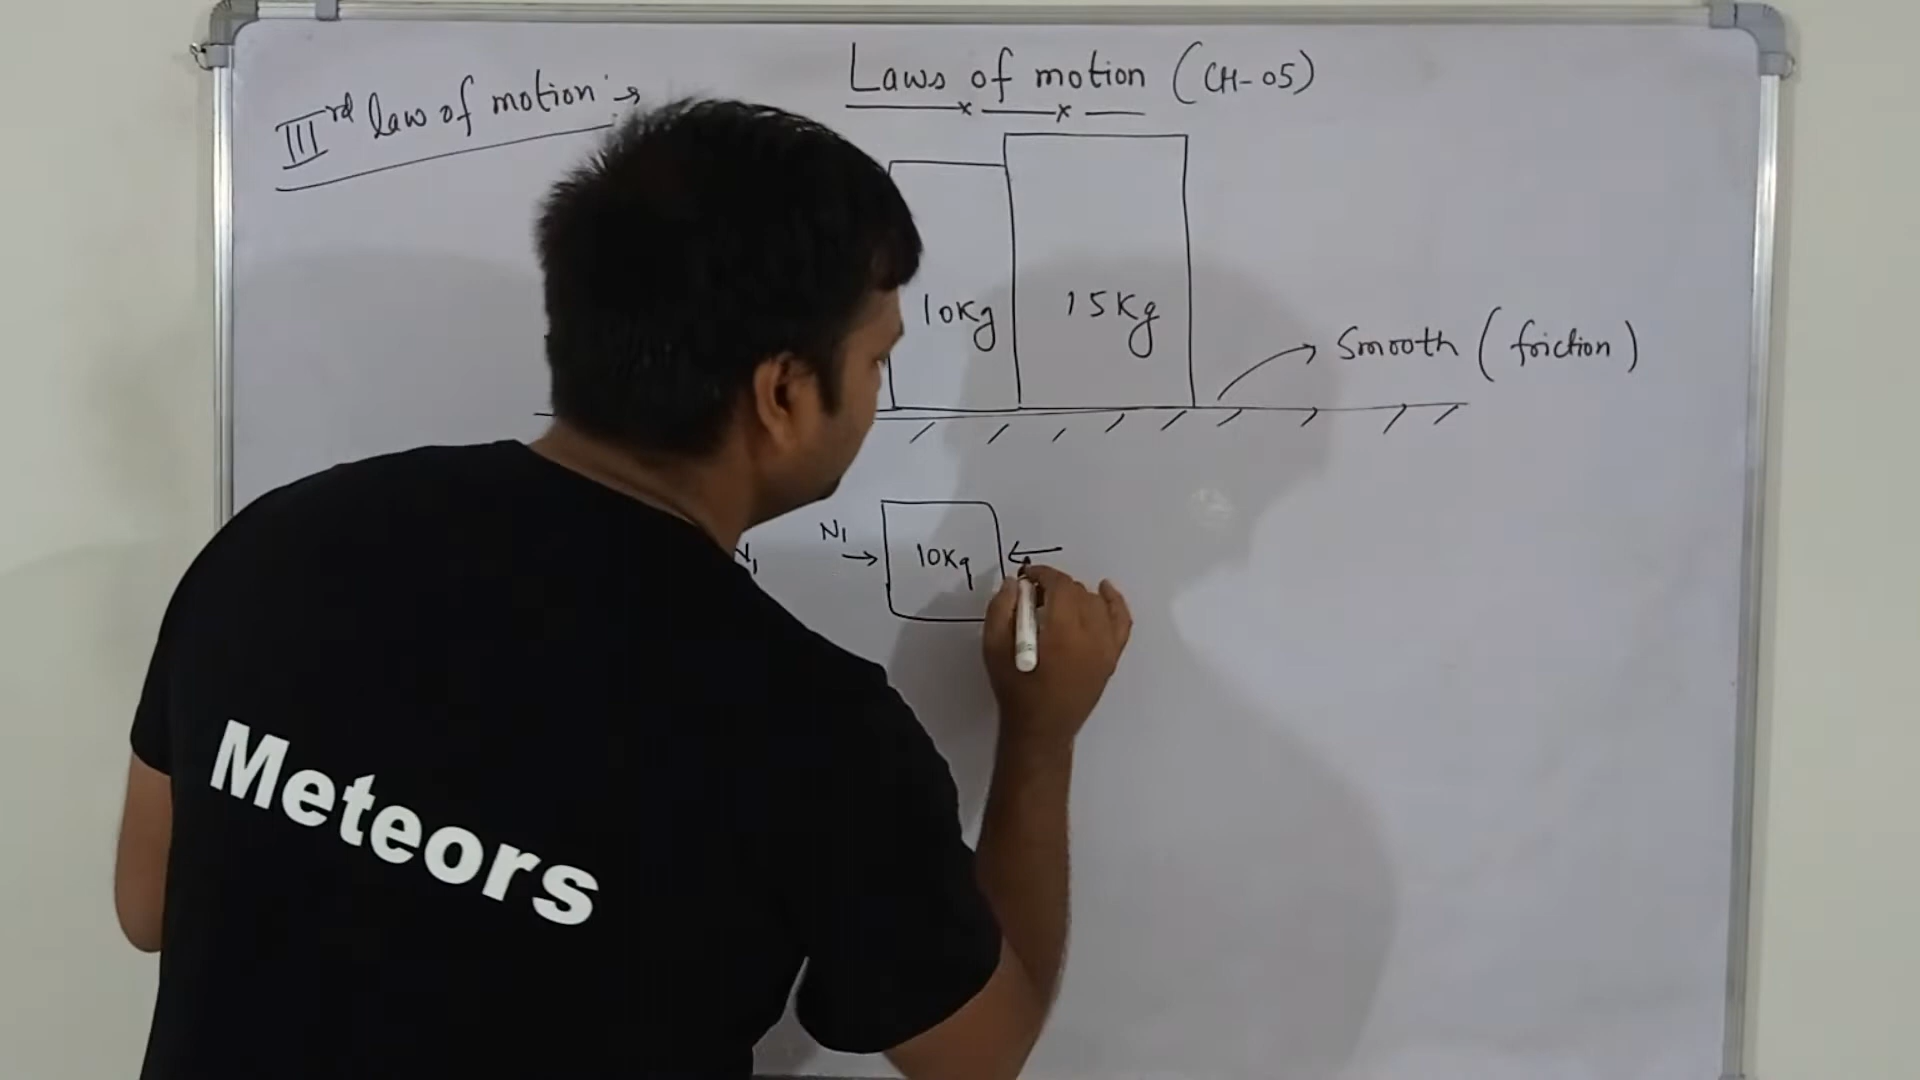 Laws of motion (CH-05)
IIIrd law of motion :→
10Kg
15Kg
Smooth (friction)
N1
N1
10Kg
Meteors